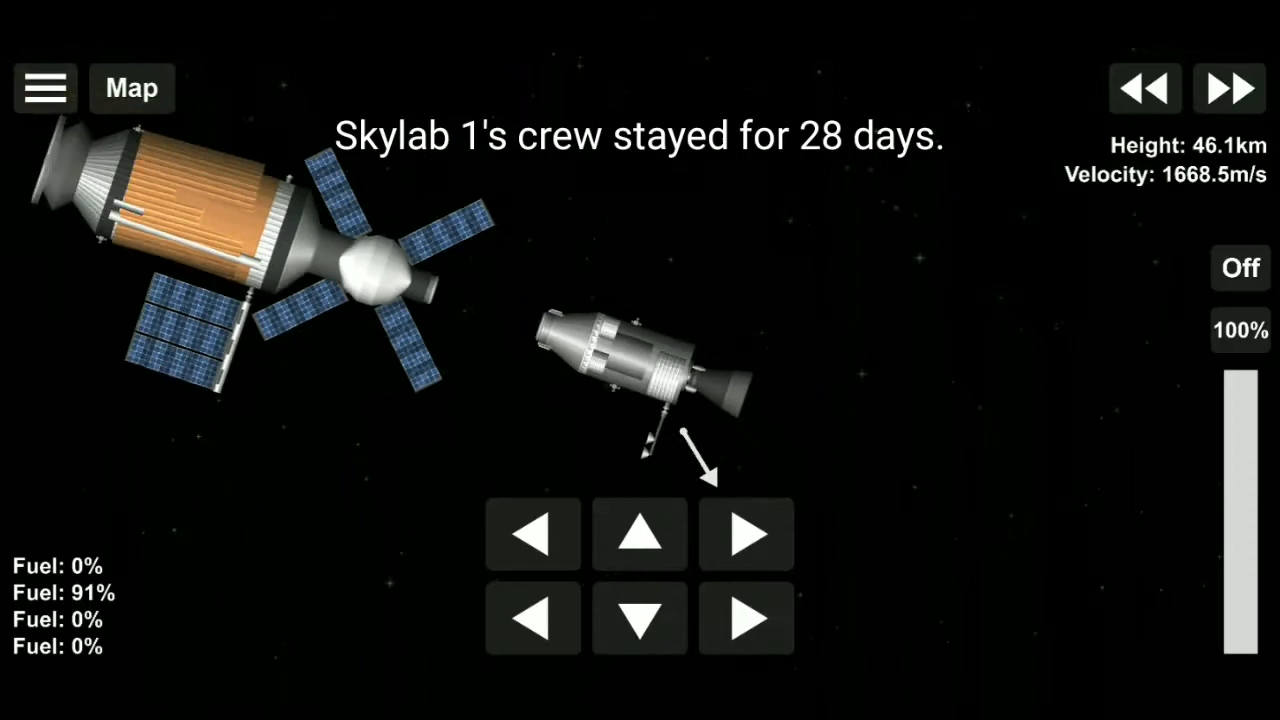 Map
Skylab 1's crew stayed for 28 days.
Height: 46.1km
Velocity: 1668.5m/s
Off
100%
Fuel: 0%
Fuel: 91%
Fuel: 0%
Fuel: 0%